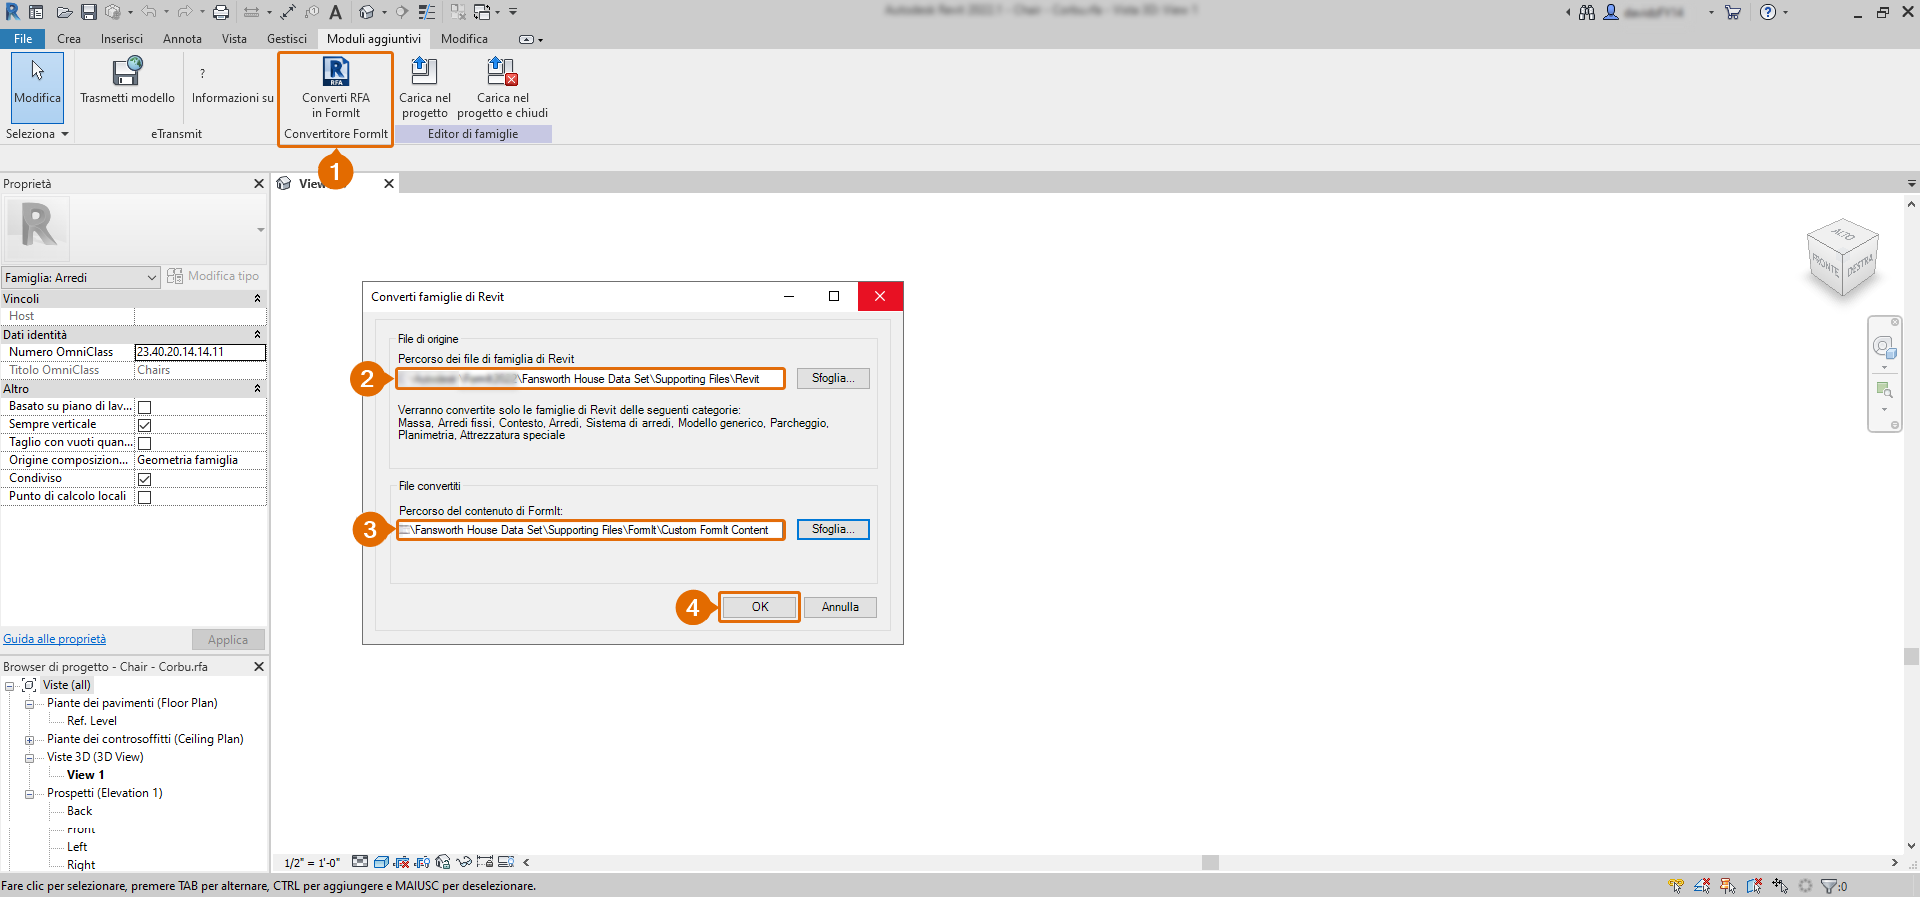 File
Crea
Inserisci
Annota
Vista
Gestisci
Moduli aggiuntivi
Modifica
Modifica
Trasmetti modello
?
Informazioni su
RFA
Converti RFA
in FormIt
Carica nel
progetto
Carica nel
progetto e chiudi
Seleziona
eTransmit
Convertitore FormIt
Editor di famiglie
1
Proprietà
View
ALTO
FRONTE
DESTRA
Famiglia: Arredi
Modifica tipo
Vincoli
Host
Dati identità
Numero OmniClass
23.40.20.14.14.11
Titolo OmniClass
Chairs
Altro
Basato su piano di lav...
Sempre verticale
Taglio con vuoti quan...
Origine composizion...
Geometria famiglia
Condiviso
Punto di calcolo locali
Guida alle proprietà
Applica
Converti famiglie di Revit
File di origine
Percorso dei file di famiglia di Revit
2
\Fansworth House Data Set\Supporting Files\Revit
Sfoglia...
Verranno convertite solo le famiglie di Revit delle seguenti categorie:
Massa, Arredi fissi, Contesto, Arredi, Sistema di arredi, Modello generico, Parcheggio,
Planimetria, Attrezzatura speciale
File convertiti
Percorso del contenuto di FormIt:
3
\Fansworth House Data Set\Supporting Files\FormIt\Custom FormIt Content
Sfoglia...
4
OK
Annulla
Browser di progetto - Chair - Corbu.rfa
Viste (all)
Piante dei pavimenti (Floor Plan)
Ref. Level
Piante dei controsoffitti (Ceiling Plan)
Viste 3D (3D View)
View 1
Prospetti (Elevation 1)
Back
Front
Left
Right
1/2" = 1'-0"
Fare clic per selezionare, premere TAB per alternare, CTRL per aggiungere e MAIUSC per deselezionare.
:0